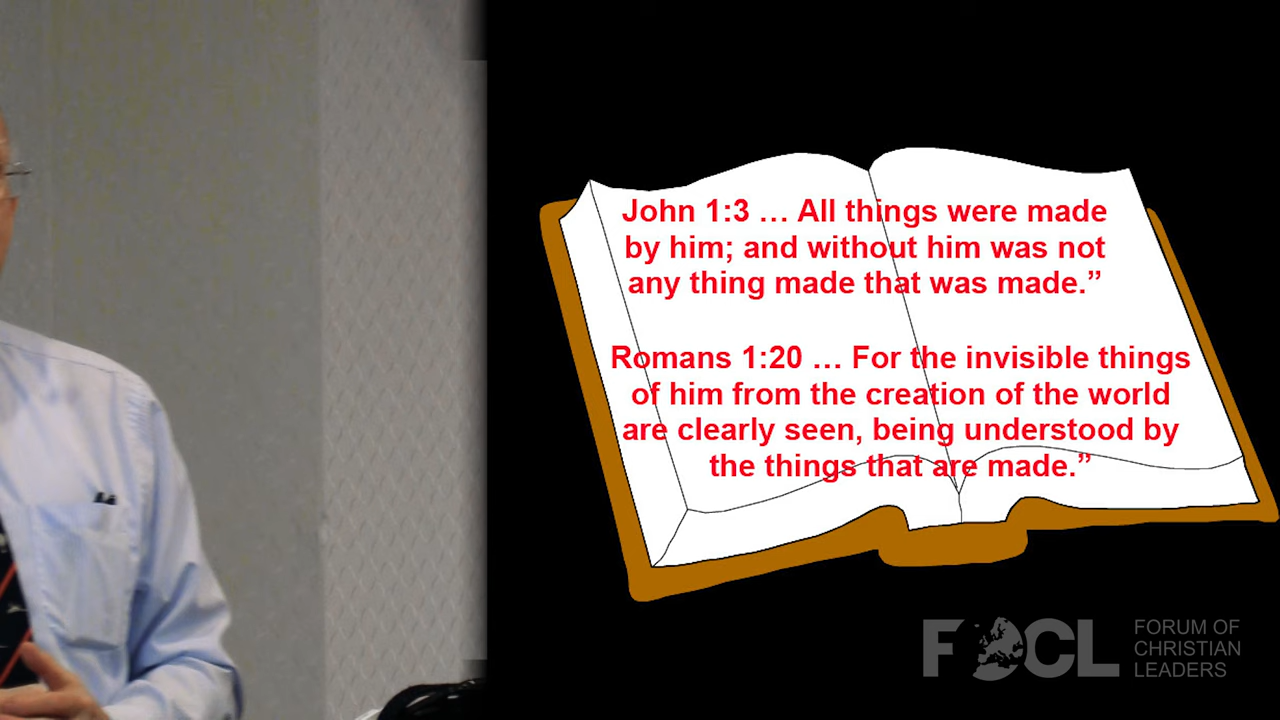 John 1:3 … All things were made
by him; and without him was not
any thing made that was made.”
Romans 1:20 … For the invisible things
of him from the creation of the world
are clearly seen, being understood by
the things that are made.”
FOCL
FORUM OF
CHRISTIAN
LEADERS